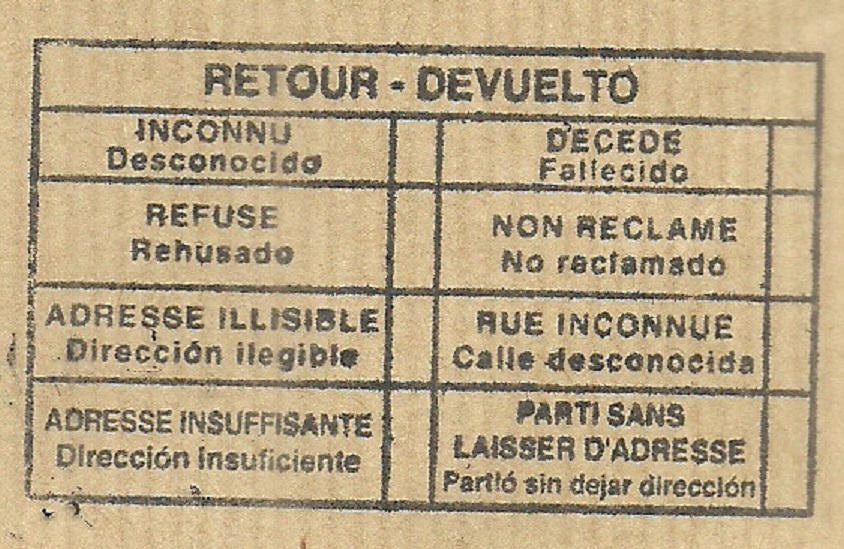 RETOUR - DEVUELTO
INCONNU
Desconocido
DECEDE
Fallecido
REFUSE
Rehusado
NON RECLAME
No reclamado
ADRESSE ILLISIBLE
Dirección ilegible
RUE INCONNUE
Calle desconocida
ADRESSE INSUFFISANTE
Dirección insuficiente
PARTI SANS
LAISSER D'ADRESSE
Partió sin dejar dirección